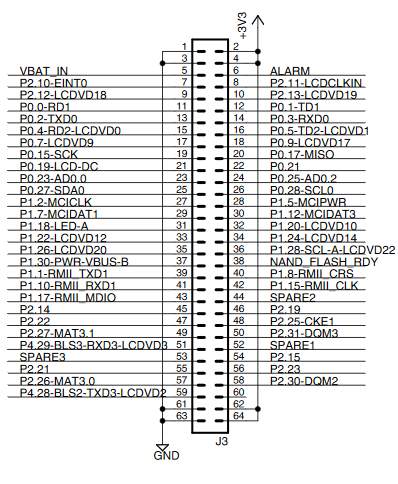 +3V3
1 2
3 4
VBAT_IN 5 6 ALARM
P2.10-EINT0 7 8 P2.11-LCDCLKIN
P2.12-LCDVD18 9 10 P2.13-LCDVD19
P0.0-RD1 11 12 P0.1-TD1
P0.2-TXD0 13 14 P0.3-RXD0
P0.4-RD2-LCDVD0 15 16 P0.5-TD2-LCDVD1
P0.7-LCDVD9 17 18 P0.9-LCDVD17
P0.15-SCK 19 20 P0.17-MISO
P0.19-LCD-DC 21 22 P0.21
P0.23-AD0.0 23 24 P0.25-AD0.2
P0.27-SDA0 25 26 P0.28-SCL0
P1.2-MCICLK 27 28 P1.5-MCIPWR
P1.7-MCIDAT1 29 30 P1.12-MCIDAT3
P1.18-LED-A 31 32 P1.20-LCDVD10
P1.22-LCDVD12 33 34 P1.24-LCDVD14
P1.26-LCDVD20 35 36 P1.28-SCL-A-LCDVD22
P1.30-PWR-VBUS-B 37 38 NAND_FLASH_RDY
P1.1-RMII_TXD1 39 40 P1.8-RMII_CRS
P1.10-RMII_RXD1 41 42 P1.15-RMII_CLK
P1.17-RMII_MDIO 43 44 SPARE2
P2.14 45 46 P2.19
P2.22 47 48 P2.25-CKE1
P2.27-MAT3.1 49 50 P2.31-DQM3
P4.29-BLS3-RXD3-LCDVD3 51 52 SPARE1
SPARE3 53 54 P2.15
P2.21 55 56 P2.23
P2.26-MAT3.0 57 58 P2.30-DQM2
P4.28-BLS2-TXD3-LCDVD2 59 60
61 62
63 64
J3
GND